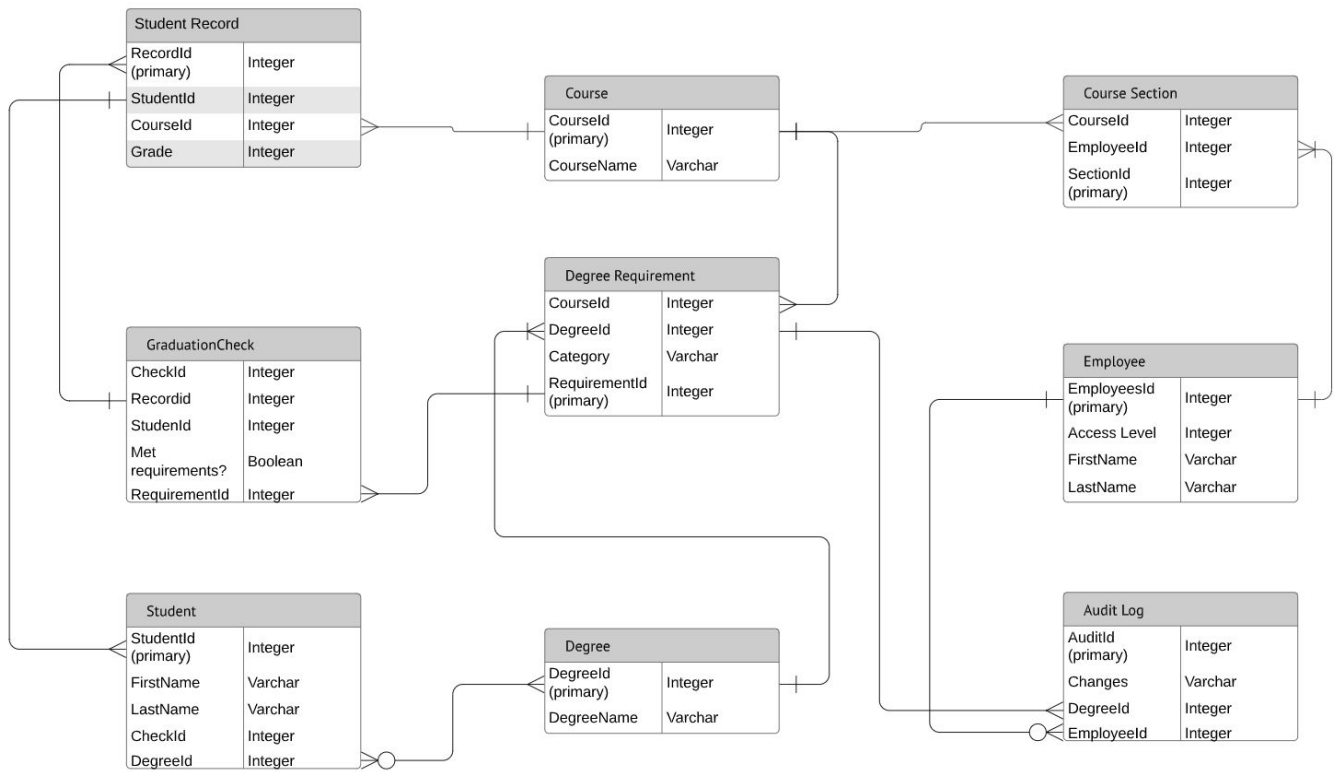 Student Record
RecordId
(primary)
Integer
StudentId
Integer
CourseId
Integer
Grade
Integer
Course
CourseId
(primary)
Integer
CourseName
Varchar
Course Section
CourseId
Integer
EmployeeId
Integer
SectionId
(primary)
Integer
Degree Requirement
CourseId
Integer
DegreeId
Integer
Category
Varchar
RequirementId
(primary)
Integer
GraduationCheck
CheckId
Integer
Recordid
Integer
StudenId
Integer
Met
requirements?
Boolean
RequirementId
Integer
Employee
EmployeesId
(primary)
Integer
Access Level
Integer
FirstName
Varchar
LastName
Varchar
Student
StudentId
(primary)
Integer
FirstName
Varchar
LastName
Varchar
CheckId
Integer
DegreeId
Integer
Degree
DegreeId
(primary)
Integer
DegreeName
Varchar
Audit Log
AuditId
(primary)
Integer
Changes
Varchar
DegreeId
Integer
EmployeeId
Integer